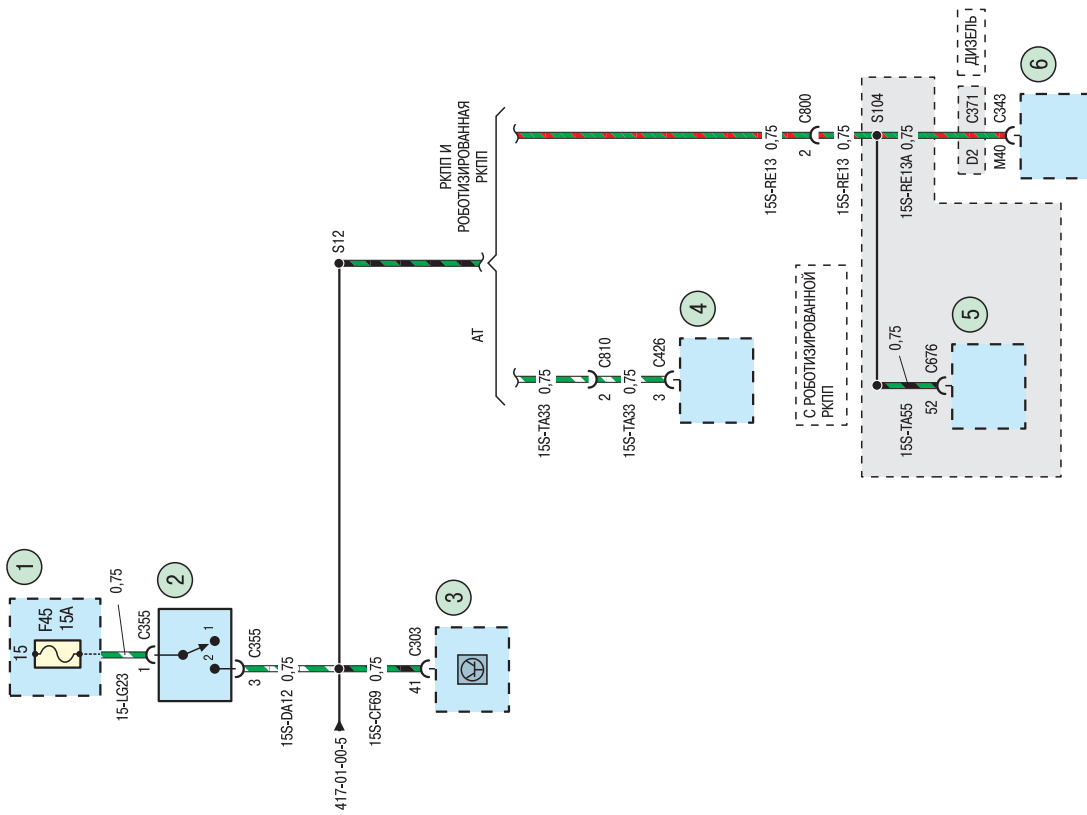 1
15
F45
15A
0,75
15-LG23
1
C355
2
1
2
3
C355
15S-DA12
0,75
417-01-00-5
15S-CF69
0,75
41
C303
3
S12
АТ
РКПП И
РОБОТИЗИРОВАННАЯ
РКПП
15S-TA33
0,75
2
C810
15S-TA33
0,75
3
C426
4
15S-RE13
0,75
2
C800
15S-RE13
0,75
S104
15S-RE13A
0,75
D2
C371
ДИЗЕЛЬ
M40
C343
6
С РОБОТИЗИРОВАННОЙ
РКПП
15S-TA55
0,75
52
C676
5